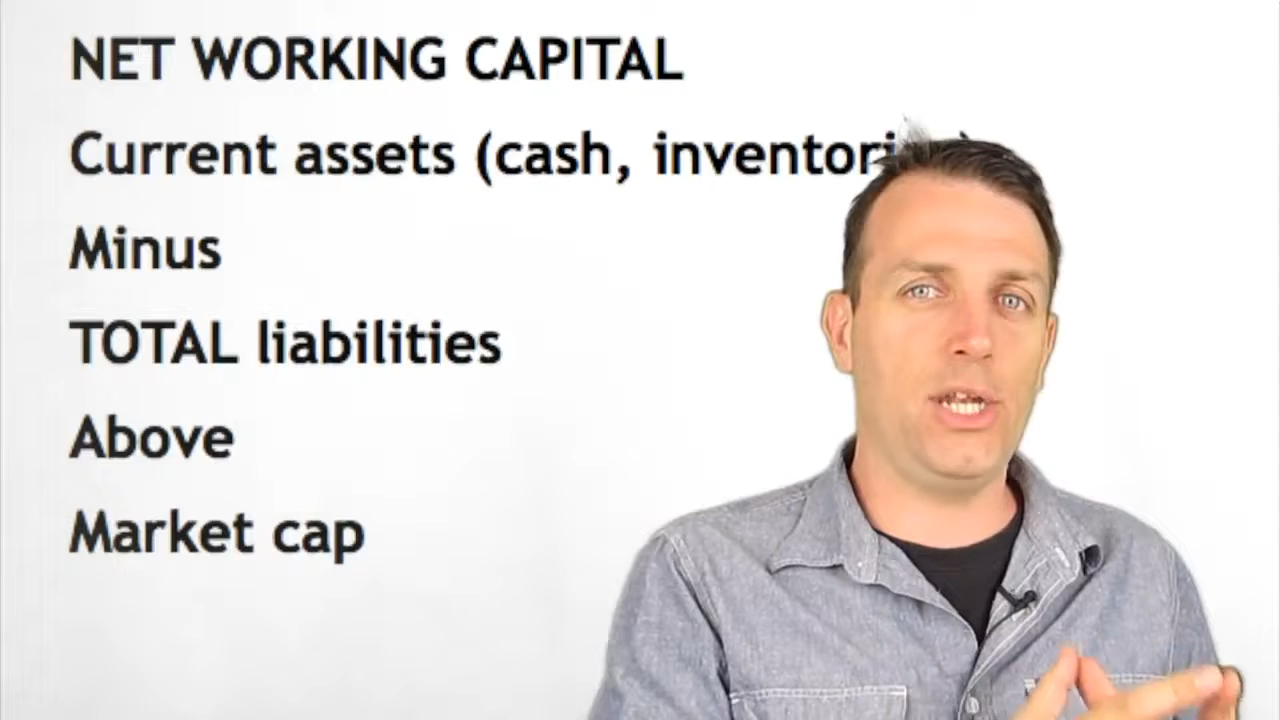 NET WORKING CAPITAL
Current assets (cash,
Minus
TOTAL liabilities
Above
Market cap